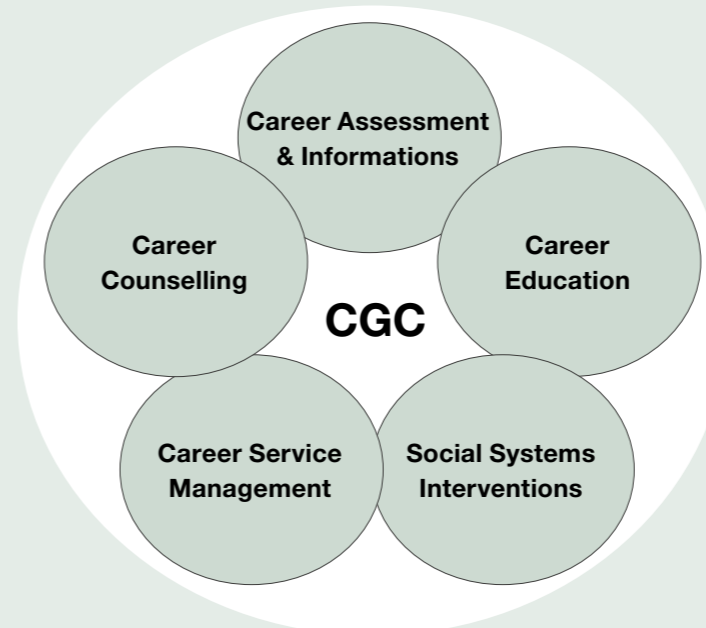 Career Assessment
& Informations
Career
Counselling
Career
Education
CGC
Career Service
Management
Social Systems
Interventions